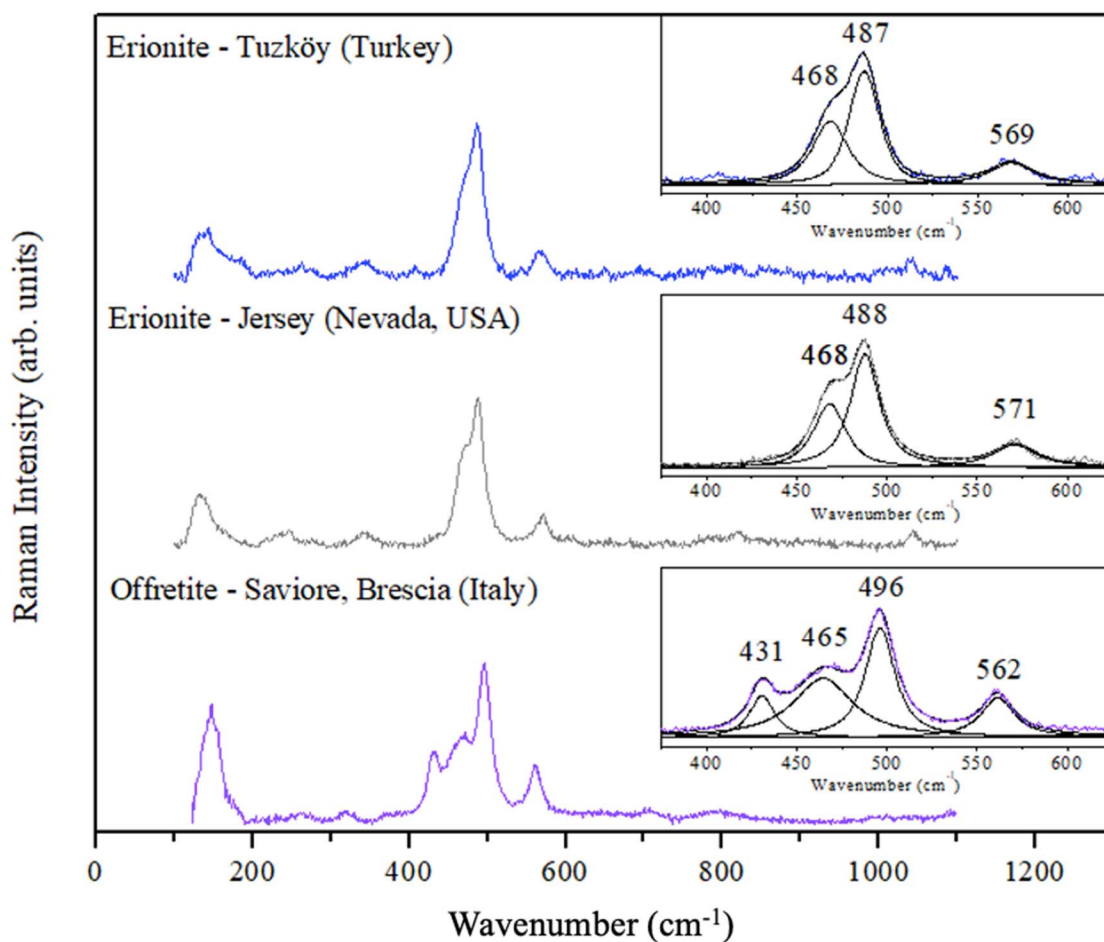 Erionite - Tuzköy (Turkey)
468
487
569
400 450 500 550 600
Wavenumber (cm-1)
Erionite - Jersey (Nevada, USA)
468
488
571
400 450 500 550 600
Wavenumber (cm-1)
Offretite - Saviore, Brescia (Italy)
431
465
496
562
400 450 500 550 600
Wavenumber (cm-1)
Raman Intensity (arb. units)
0 200 400 600 800 1000 1200
Wavenumber (cm-1)